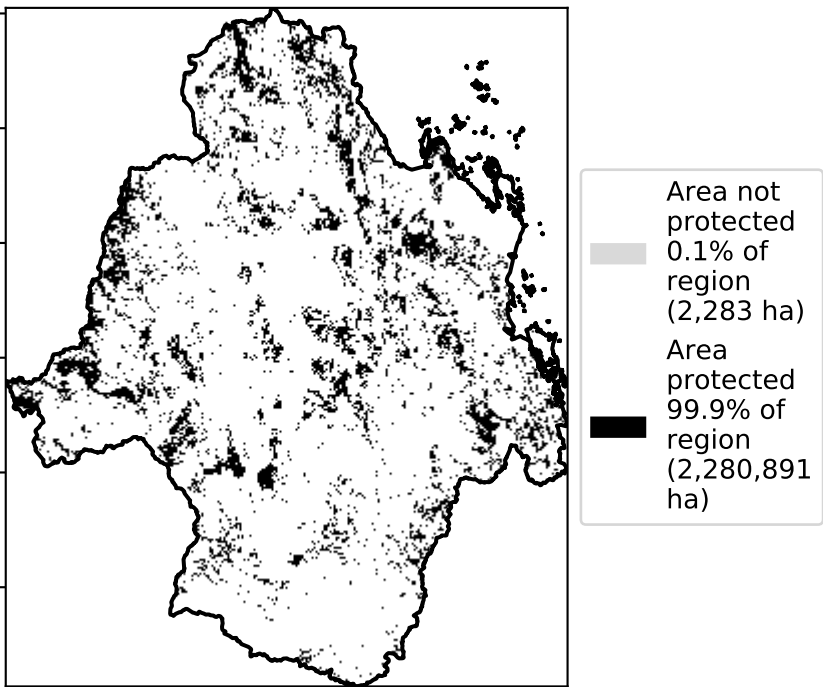 Area not
protected
0.1% of
region
(2,283 ha)
Area
protected
99.9% of
region
(2,280,891
ha)